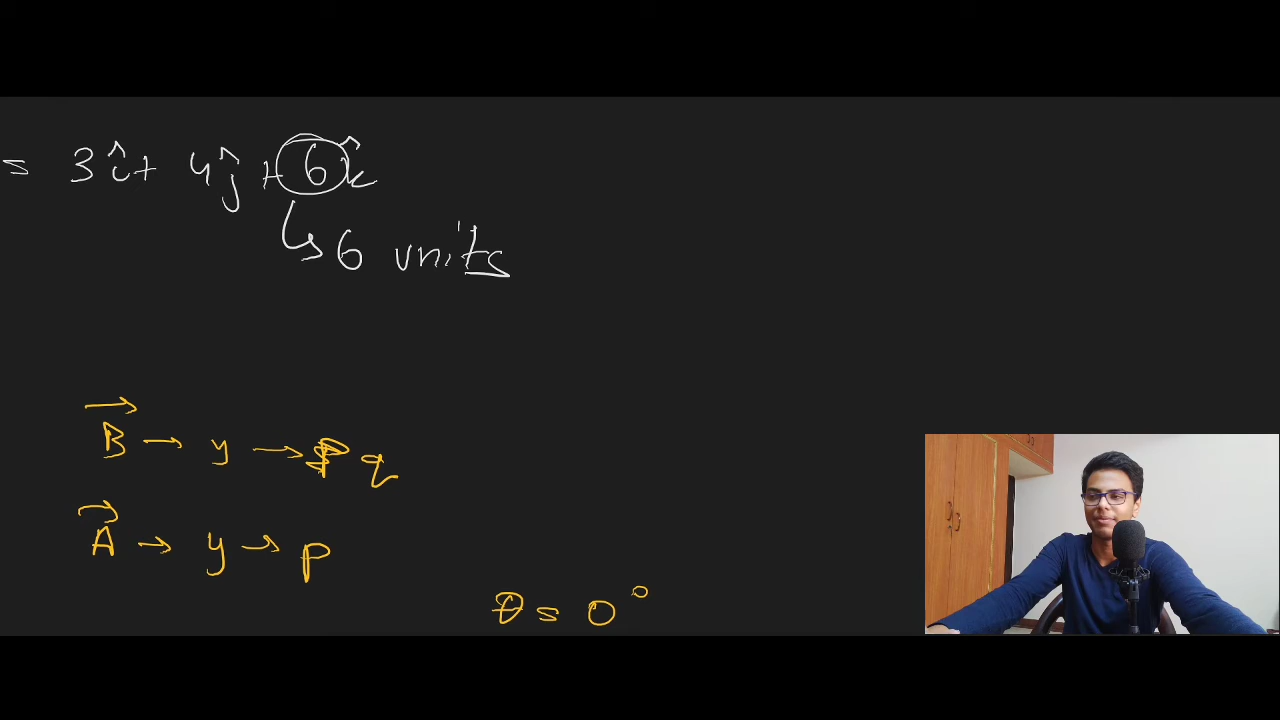 = 3î + 4ĵ + 6k̂
↳ 6 units
B⃗ → y → q
A⃗ → y → p
θ = 0°